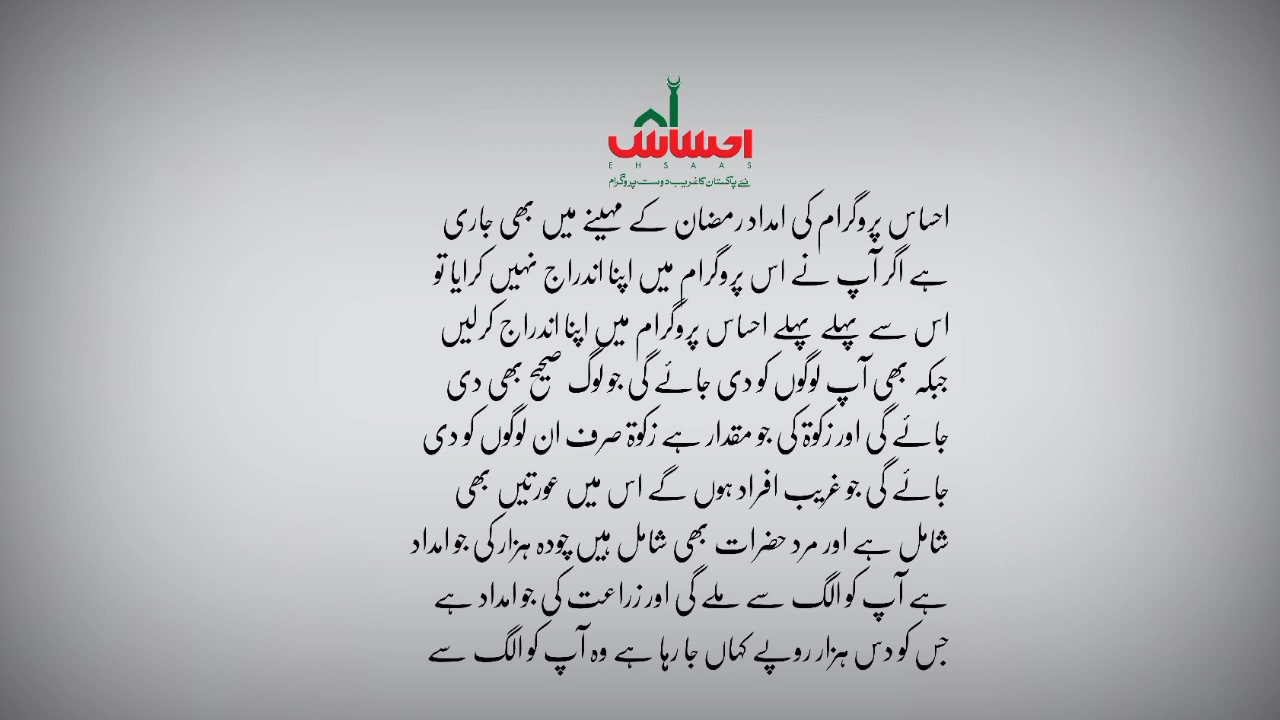 احساس
EHSAAS
نئے پاکستان کا غریب دوست پروگرام
احساس پروگرام کی امداد رمضان کے مہینے میں بھی جاری
ہے اگر آپ نے اس پروگرام میں اپنا اندراج نہیں کرایا تو
اس سے پہلے پہلے احساس پروگرام میں اپنا اندراج کرلیں
جبکہ بھی آپ لوگوں کو دی جائے گی جو لوگ صحیح بھی دی
جائے گی اور زکوۃ کی جو مقدار ہے زکوۃ صرف ان لوگوں کو دی
جائے گی جو غریب افراد ہوں گے اس میں عورتیں بھی
شامل ہے اور مرد حضرات بھی شامل ہیں چودہ ہزار کی جو امداد
ہے آپ کو الگ سے ملے گی اور زراعت کی جو امداد ہے
جس کو دس ہزار روپے کہاں جا رہا ہے وہ آپ کو الگ سے